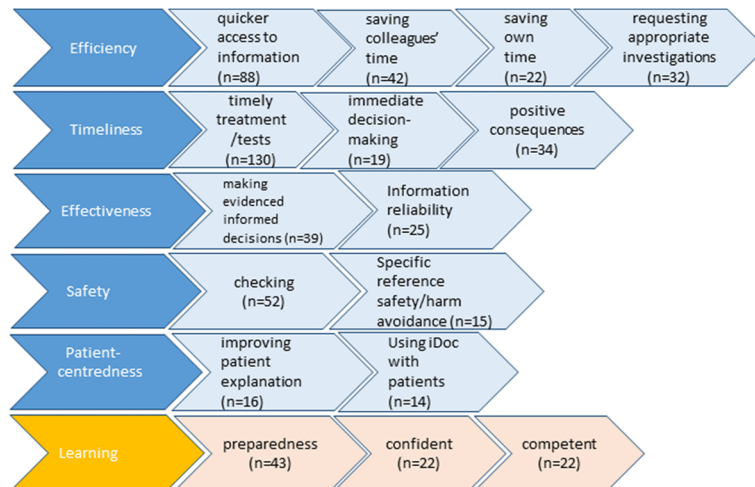 Efficiency
quicker
access to
information
(n=88)
saving
colleagues'
time
(n=42)
saving
own
time
(n=22)
requesting
appropriate
investigations
(n=32)
Timeliness
timely
treatment
/tests
(n=130)
immediate
decision-
making
(n=19)
positive
consequences
(n=34)
Effectiveness
making
evidenced
informed
decisions (n=39)
Information
reliability
(n=25)
Safety
checking
(n=52)
Specific
reference
safety/harm
avoidance (n=15)
Patient-
centredness
improving
patient
explanation
(n=16)
Using iDoc
with
patients
(n=14)
Learning
preparedness
(n=43)
confident
(n=22)
competent
(n=22)